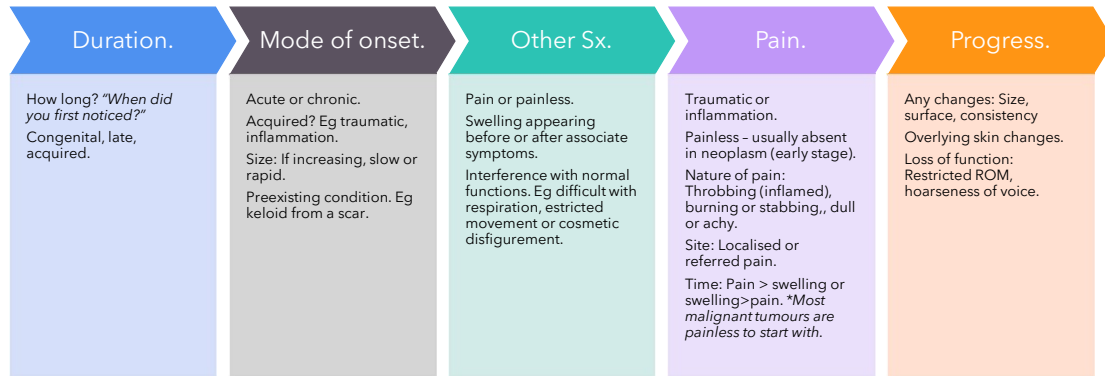 Duration.
How long? “When did
you first noticed?”
Congenital, late,
acquired.
Mode of onset.
Acute or chronic.
Acquired? Eg traumatic,
inflammation.
Size: If increasing, slow or
rapid.
Preexisting condition. Eg
keloid from a scar.
Other Sx.
Pain or painless.
Swelling appearing
before or after associate
symptoms.
Interference with normal
functions. Eg difficult with
respiration, estricted
movement or cosmetic
disfigurement.
Pain.
Traumatic or
inflammation.
Painless – usually absent
in neoplasm (early stage).
Nature of pain:
Throbbing (inflamed),
burning or stabbing,, dull
or achy.
Site: Localised or
referred pain.
Time: Pain > swelling or
swelling>pain. *Most
malignant tumours are
painless to start with.
Progress.
Any changes: Size,
surface, consistency
Overlying skin changes.
Loss of function:
Restricted ROM,
hoarseness of voice.